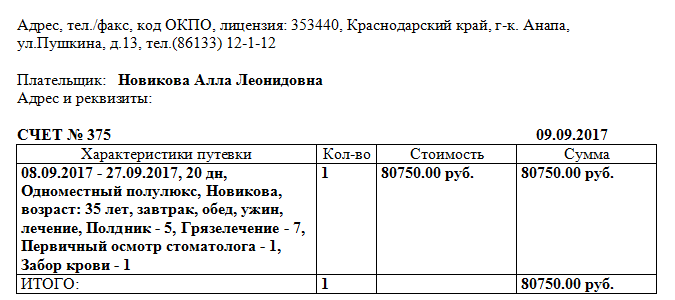 Адрес, тел./факс, код ОКПО, лицензия: 353440, Краснодарский край, г-к. Анапа,
ул.Пушкина, д.13, тел.(86133) 12-1-12
Плательщик: Новикова Алла Леонидовна
Адрес и реквизиты:
СЧЕТ № 375 09.09.2017
Характеристики путевки Кол-во Стоимость Сумма
08.09.2017 - 27.09.2017, 20 дн, 1 80750.00 руб. 80750.00 руб.
Одноместный полулюкс, Новикова,
возраст: 35 лет, завтрак, обед, ужин,
лечение, Полдник - 5, Грязелечение - 7,
Первичный осмотр стоматолога - 1,
Забор крови - 1
ИТОГО: 1 80750.00 руб.